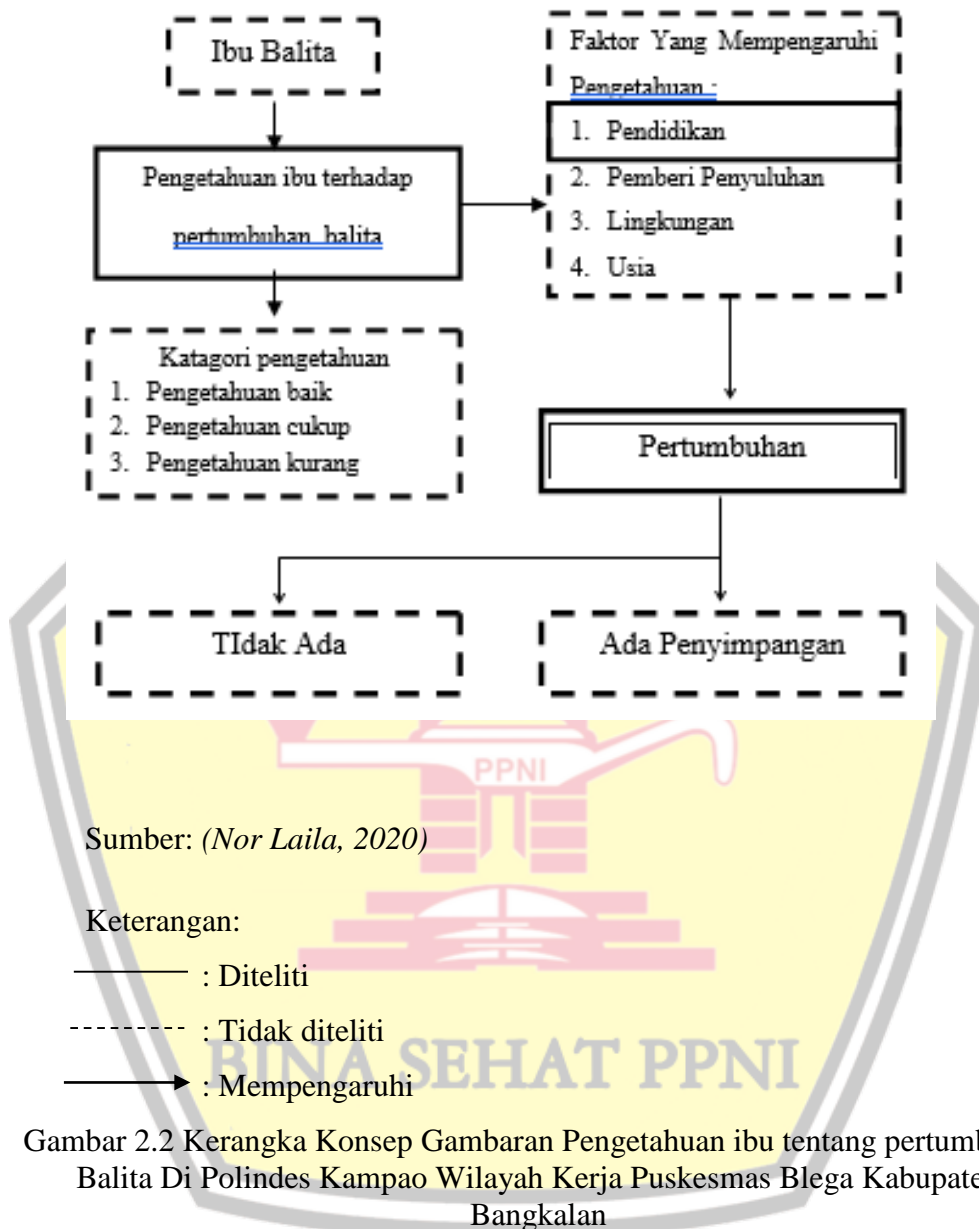 Ibu Balita
Faktor Yang Mempengaruhi
Pengetahuan :
1. Pendidikan
2. Pemberi Penyuluhan
3. Lingkungan
4. Usia
Pengetahuan ibu terhadap
pertumbuhan balita
Katagori pengetahuan
1. Pengetahuan baik
2. Pengetahuan cukup
3. Pengetahuan kurang
Pertumbuhan
TIdak Ada
Ada Penyimpangan
PPNI
Sumber: (Nor Laila, 2020)
Keterangan:
: Diteliti
: Tidak diteliti
: Mempengaruhi
BINA SEHAT PPNI
Gambar 2.2 Kerangka Konsep Gambaran Pengetahuan ibu tentang pertumb
Balita Di Polindes Kampao Wilayah Kerja Puskesmas Blega Kabupate
Bangkalan